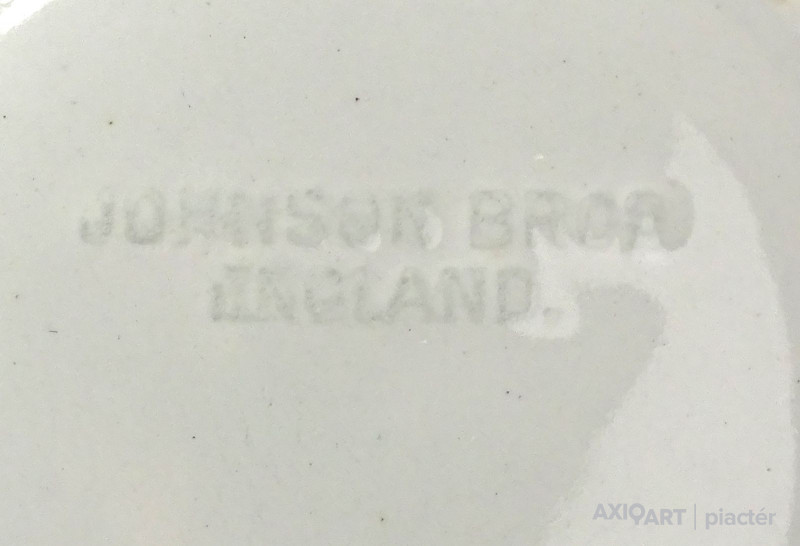 JOHNSON BROS
ENGLAND.
AXIOART | piactér